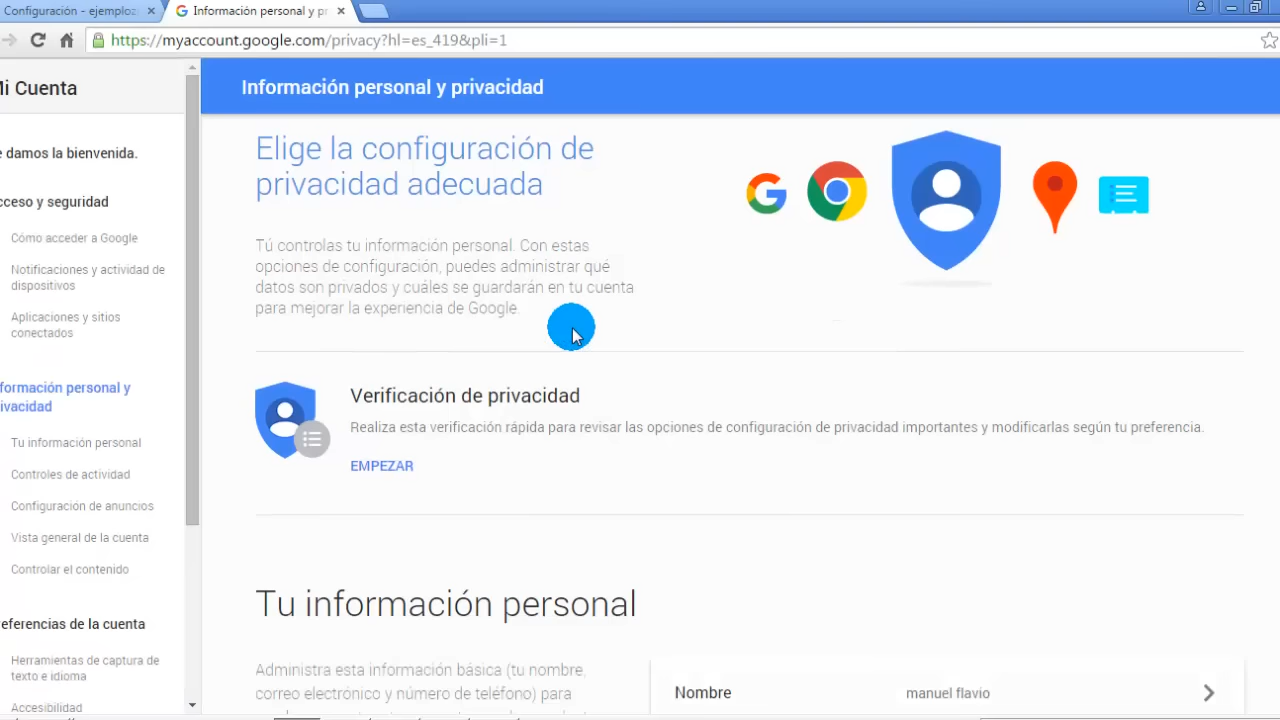 Configuración - ejemploz
Información personal y pr
https://myaccount.google.com/privacy?hl=es_419&pli=1
Mi Cuenta
e damos la bienvenida.
cceso y seguridad
Cómo acceder a Google
Notificaciones y actividad de
dispositivos
Aplicaciones y sitios
conectados
formación personal y
ivacidad
Tu información personal
Controles de actividad
Configuración de anuncios
Vista general de la cuenta
Controlar el contenido
eferencias de la cuenta
Herramientas de captura de
texto e idioma
Accesibilidad
Información personal y privacidad
Elige la configuración de
privacidad adecuada
Tú controlas tu información personal. Con estas
opciones de configuración, puedes administrar qué
datos son privados y cuáles se guardarán en tu cuenta
para mejorar la experiencia de Google.
Verificación de privacidad
Realiza esta verificación rápida para revisar las opciones de configuración de privacidad importantes y modificarlas según tu preferencia.
EMPEZAR
Tu información personal
Administra esta información básica (tu nombre,
correo electrónico y número de teléfono) para
Nombre
manuel flavio